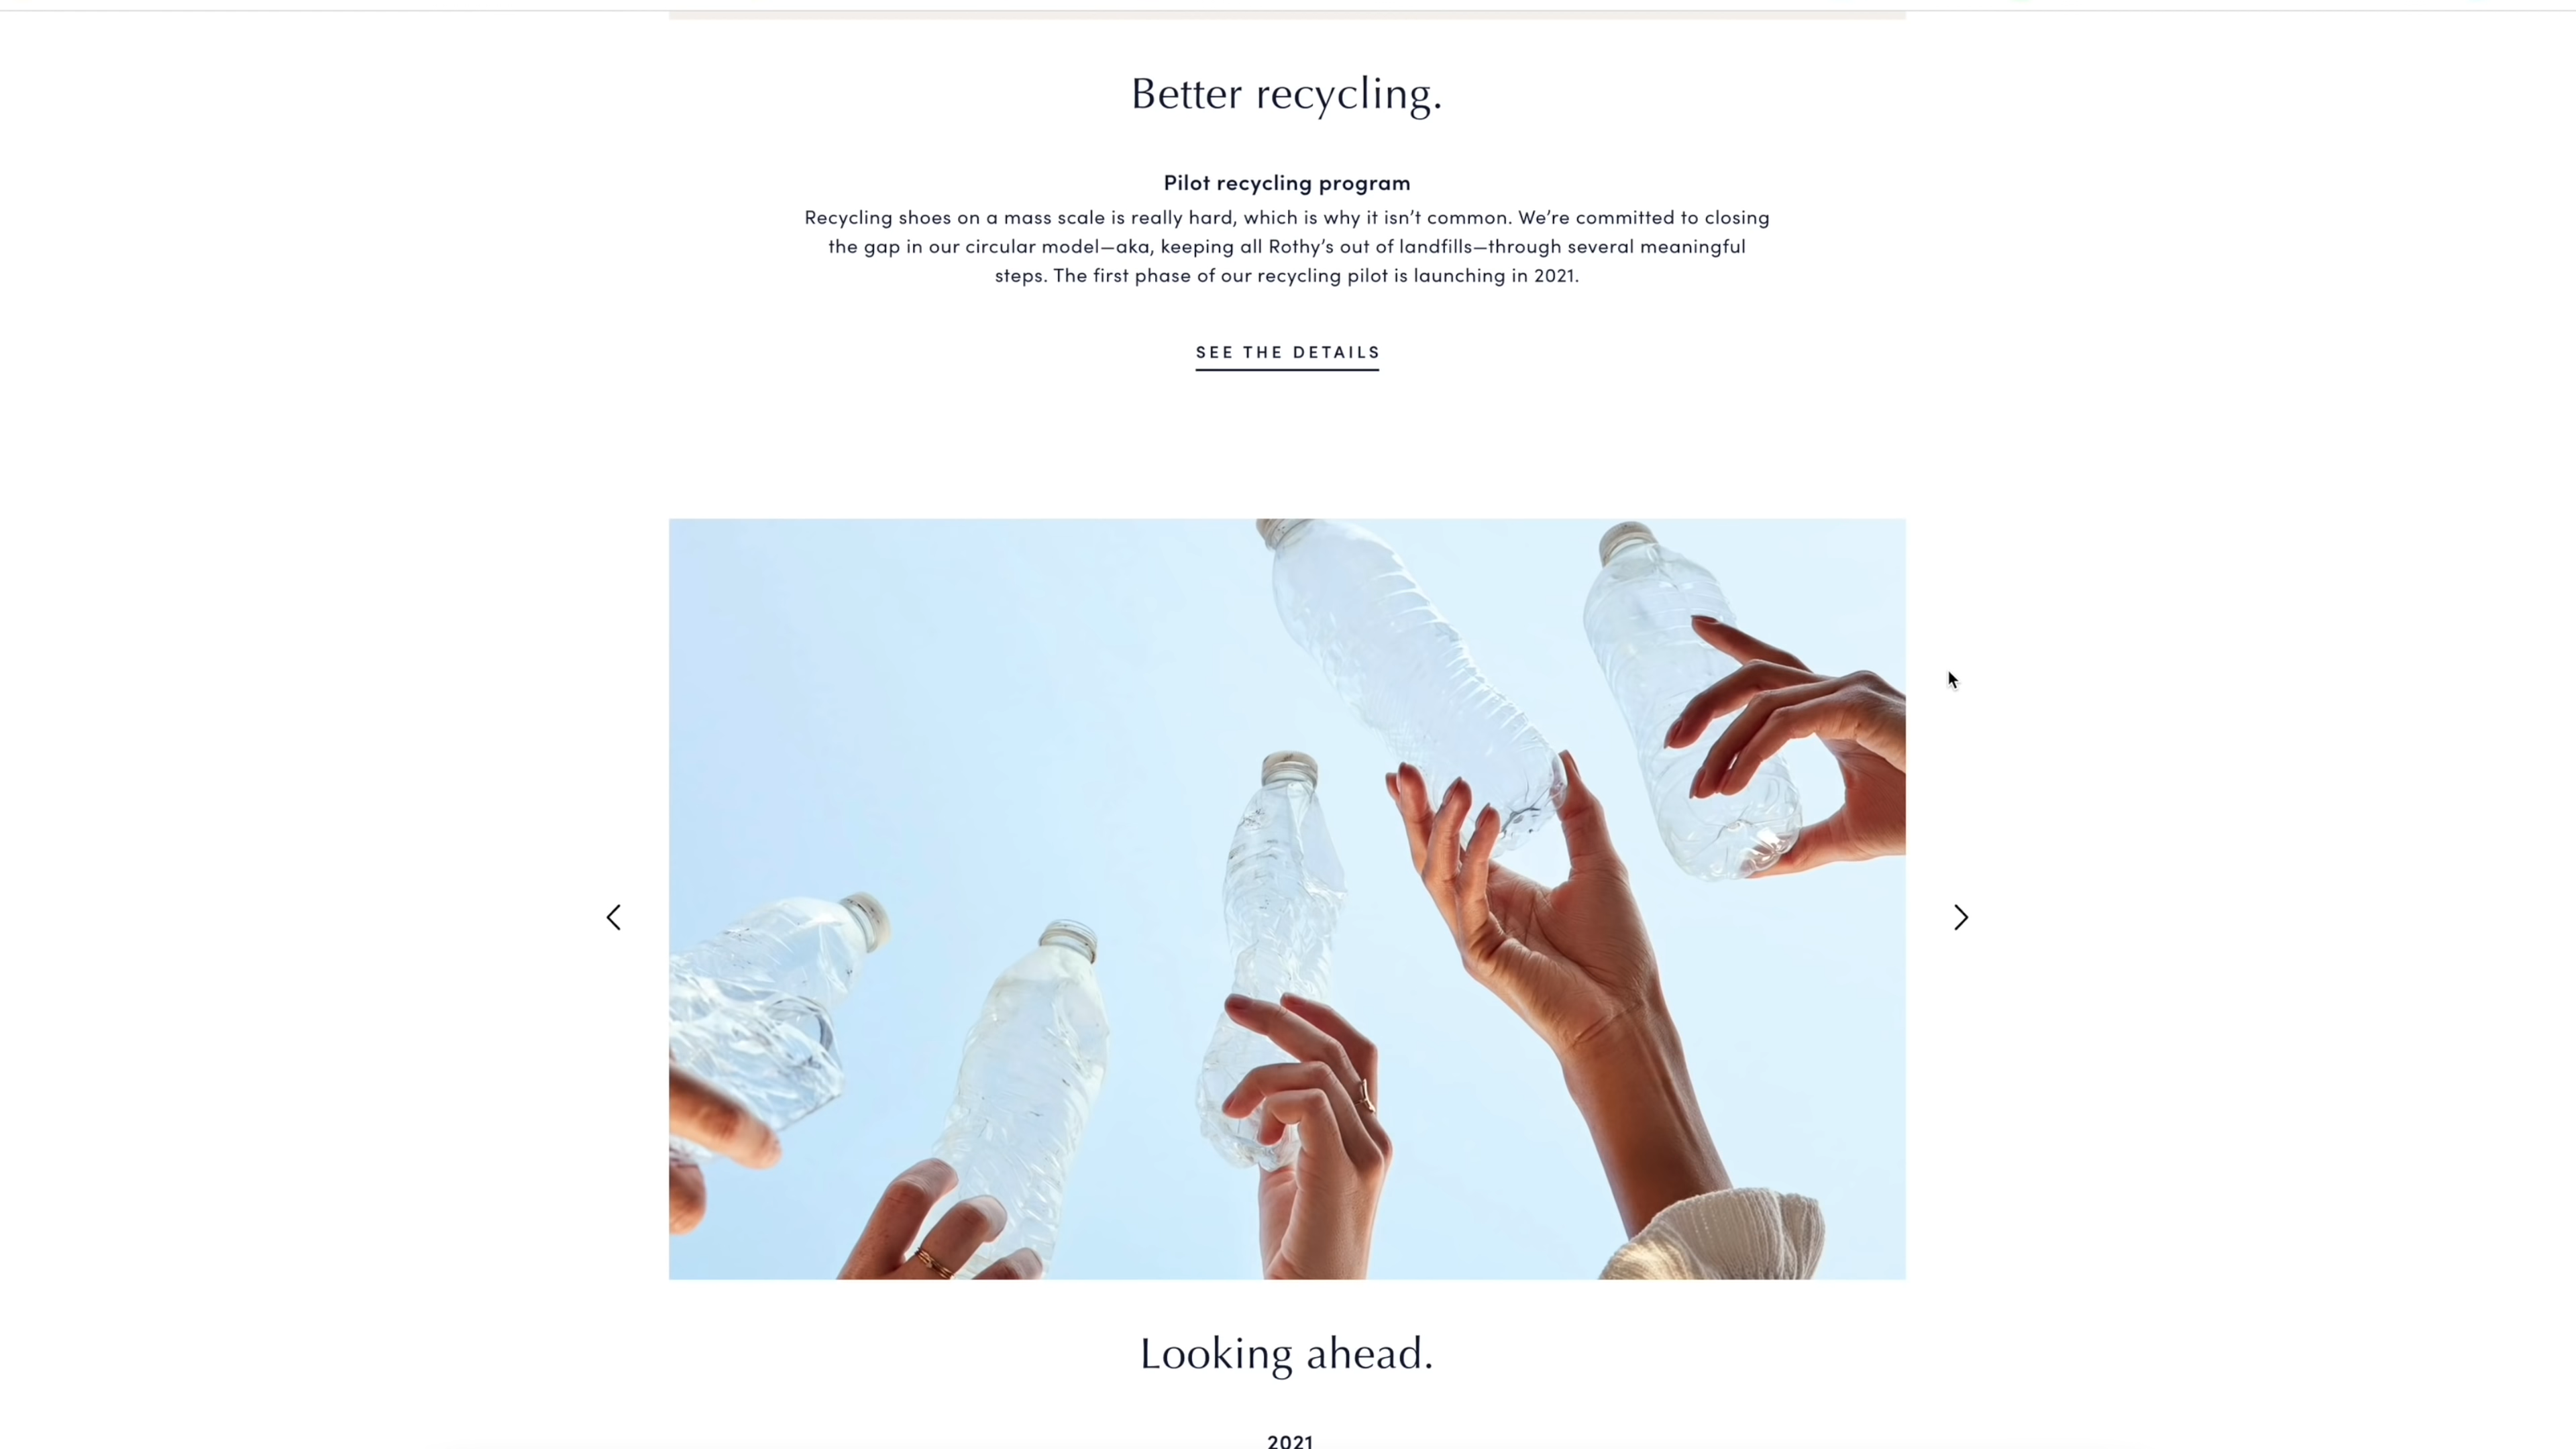 Better recycling.
Pilot recycling program
Recycling shoes on a mass scale is really hard, which is why it isn’t common. We’re committed to closing
the gap in our circular model—aka, keeping all Rothy’s out of landfills—through several meaningful
steps. The first phase of our recycling pilot is launching in 2021.
SEE THE DETAILS
Looking ahead.
2021